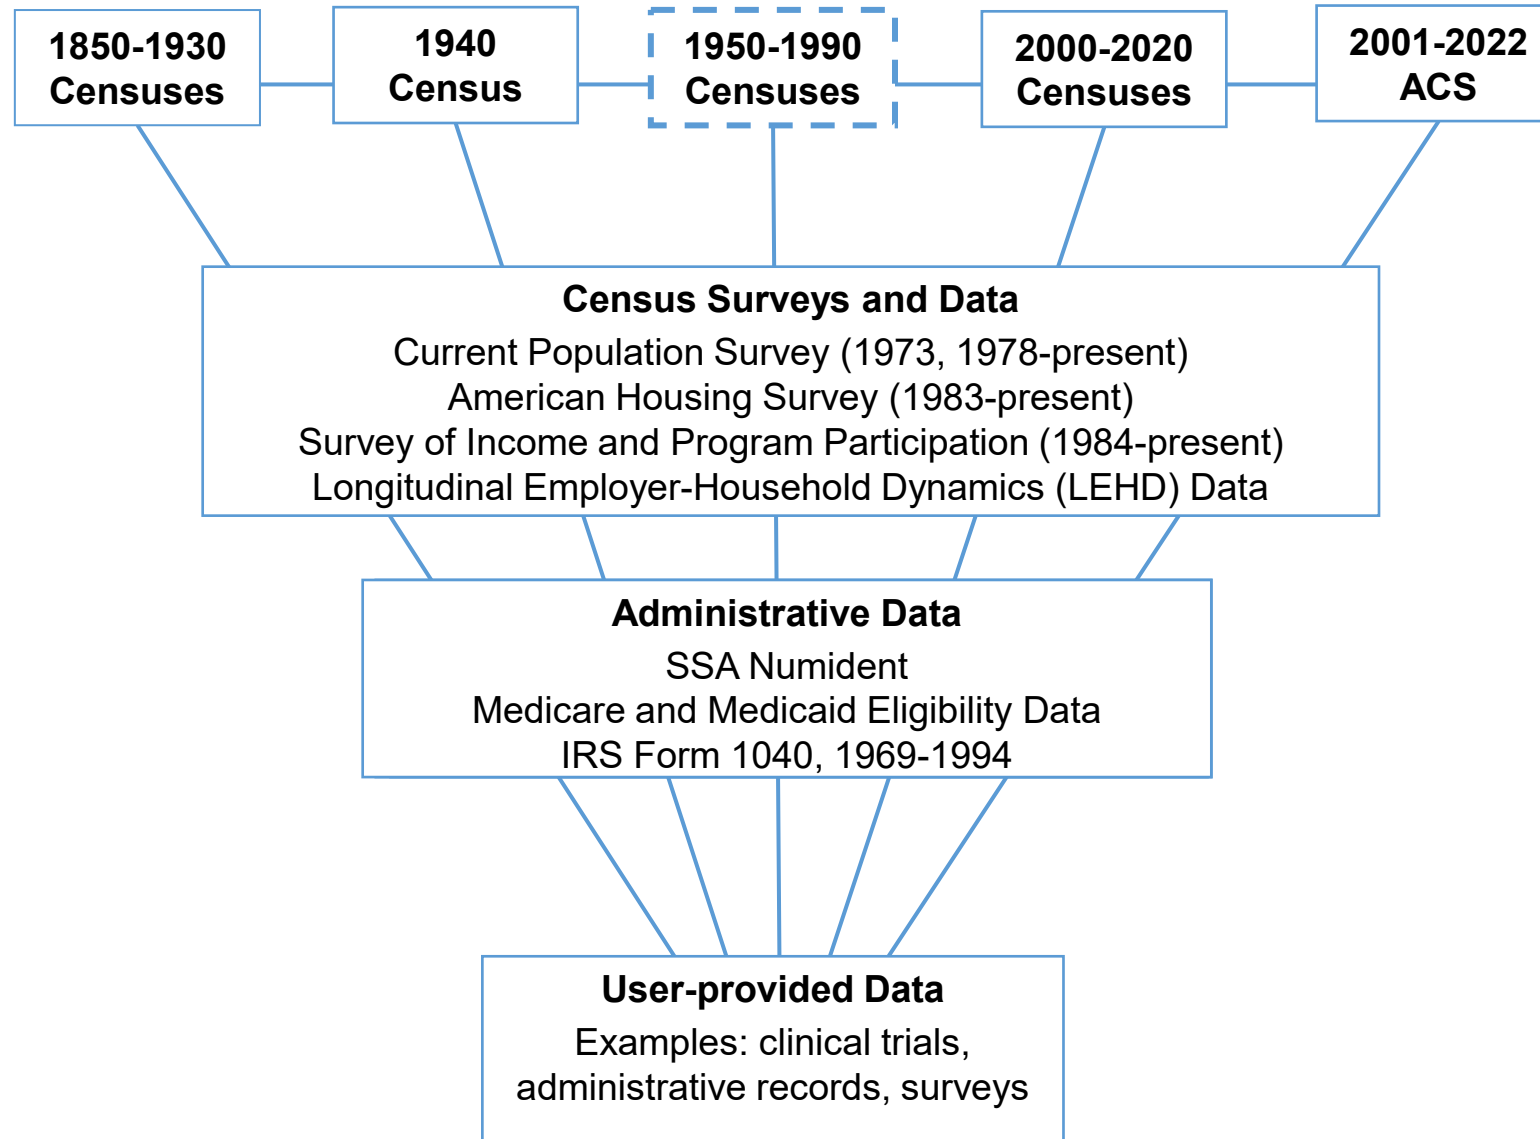 1850-1930
Censuses
1940
Census
1950-1990
Censuses
2000-2020
Censuses
2001-2022
ACS
Census Surveys and Data
Current Population Survey (1973, 1978-present)
American Housing Survey (1983-present)
Survey of Income and Program Participation (1984-present)
Longitudinal Employer-Household Dynamics (LEHD) Data
Administrative Data
SSA Numident
Medicare and Medicaid Eligibility Data
IRS Form 1040, 1969-1994
User-provided Data
Examples: clinical trials,
administrative records, surveys